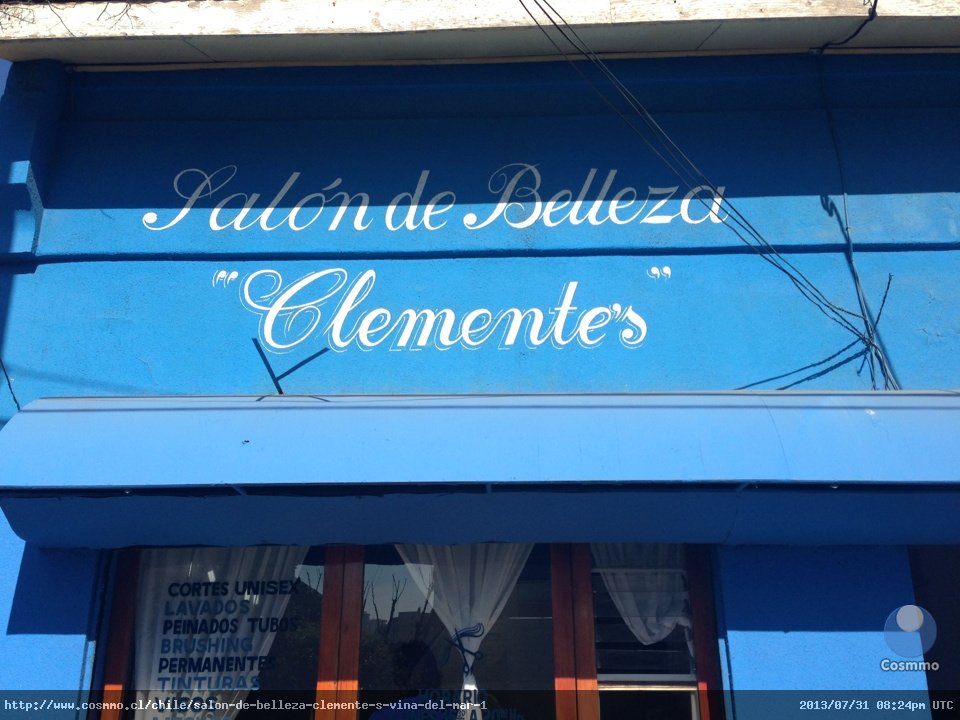 Salón de Belleza
"Clemente's"
CORTES UNISEX
LAVADOS
PEINADOS TUBOS
BRUSHING
PERMANENTES
TINTURAS
HORARIO
Cosmmo
http://www.cosmmo.cl/chile/salon-de-belleza-clemente-s-vina-del-mar-1
2013/07/31 08:24pm UTC